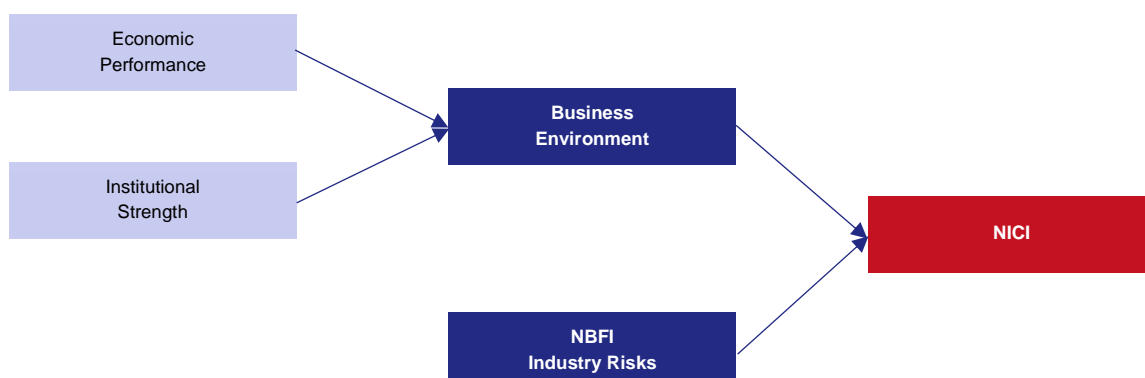 Economic
Performance
Business
Environment
Institutional
Strength
NICI
NBFI
Industry Risks